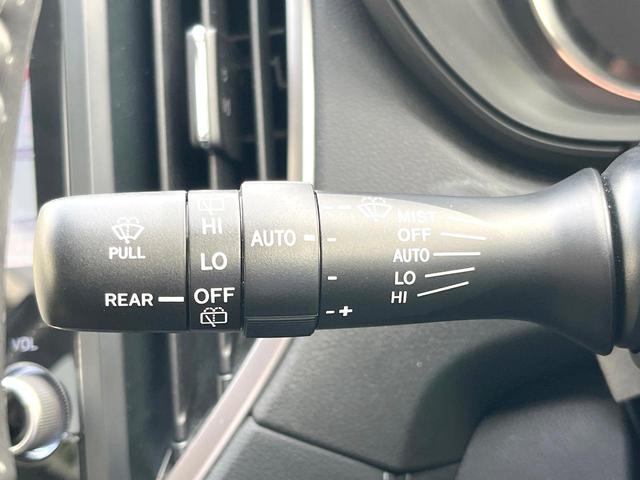 PULL
REAR
HI
LO
OFF
AUTO
- +
MIST
OFF
AUTO
LO
HI
VOL